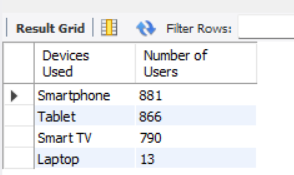 Result Grid Filter Rows:
Devices Number of
Used Users
Smartphone 881
Tablet 866
Smart TV 790
Laptop 13